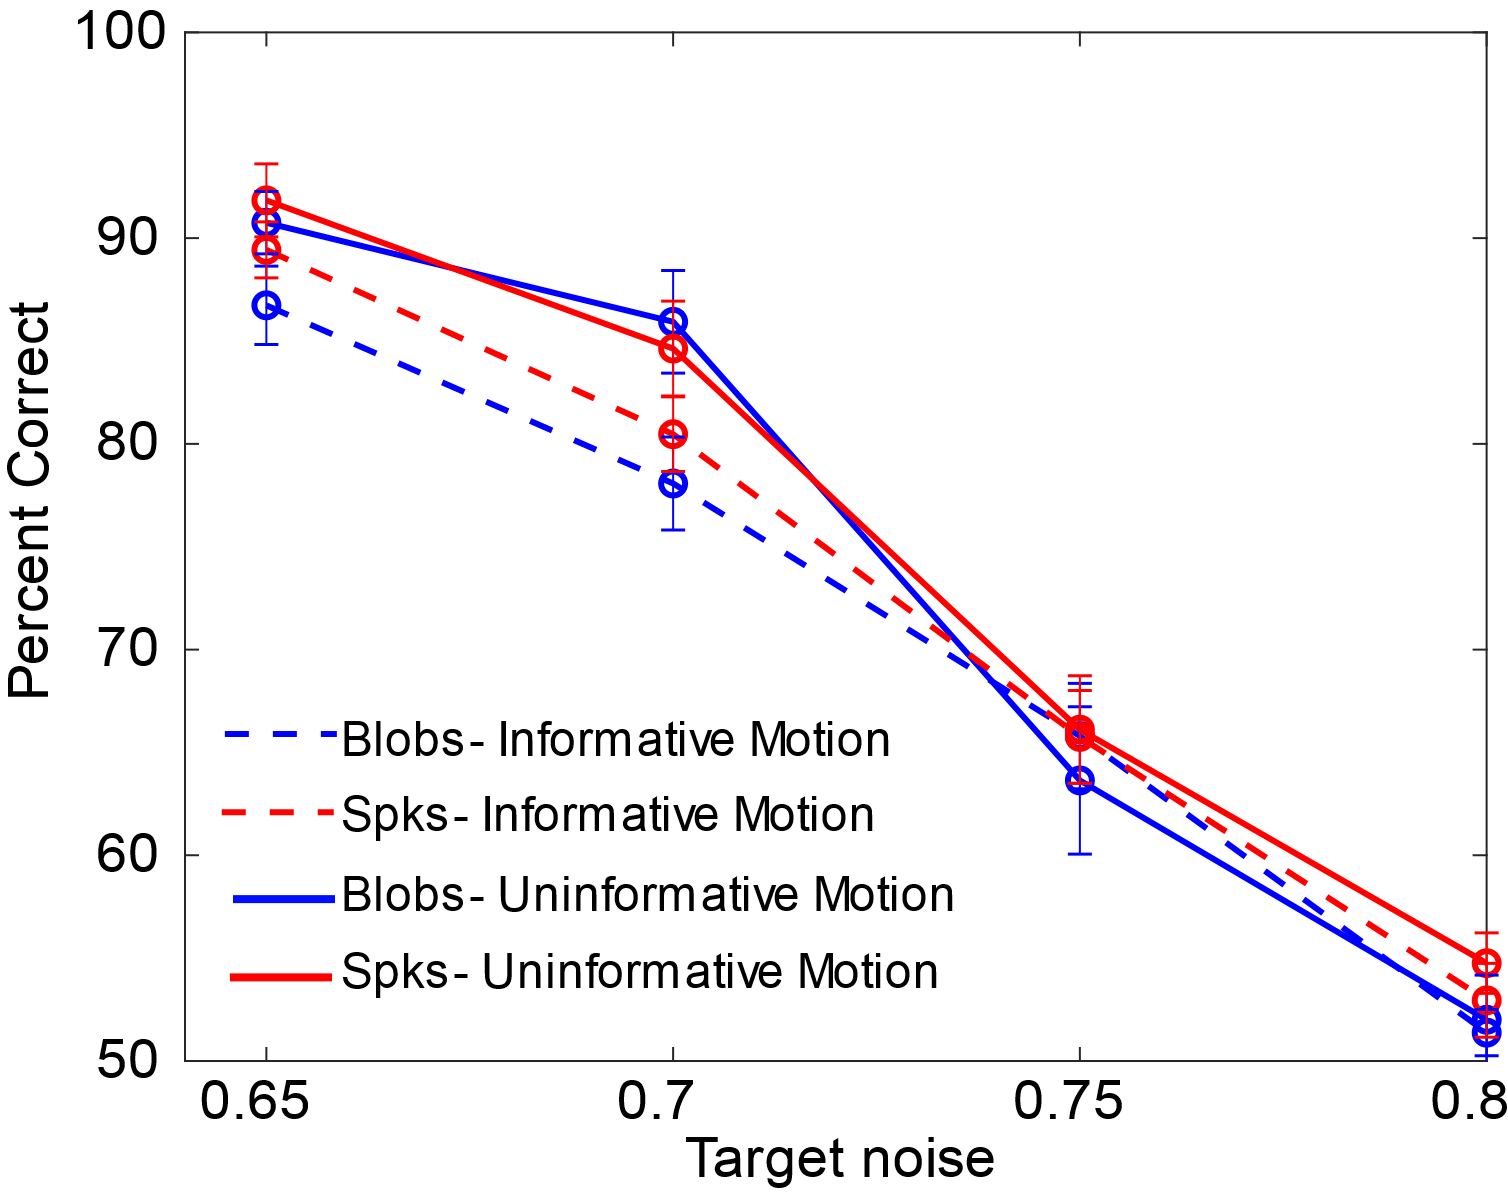 100
90
80
70
60
50
Percent Correct
Blobs- Informative Motion
Spks- Informative Motion
Blobs- Uninformative Motion
Spks- Uninformative Motion
0.65 0.7 0.75 0.8
Target noise